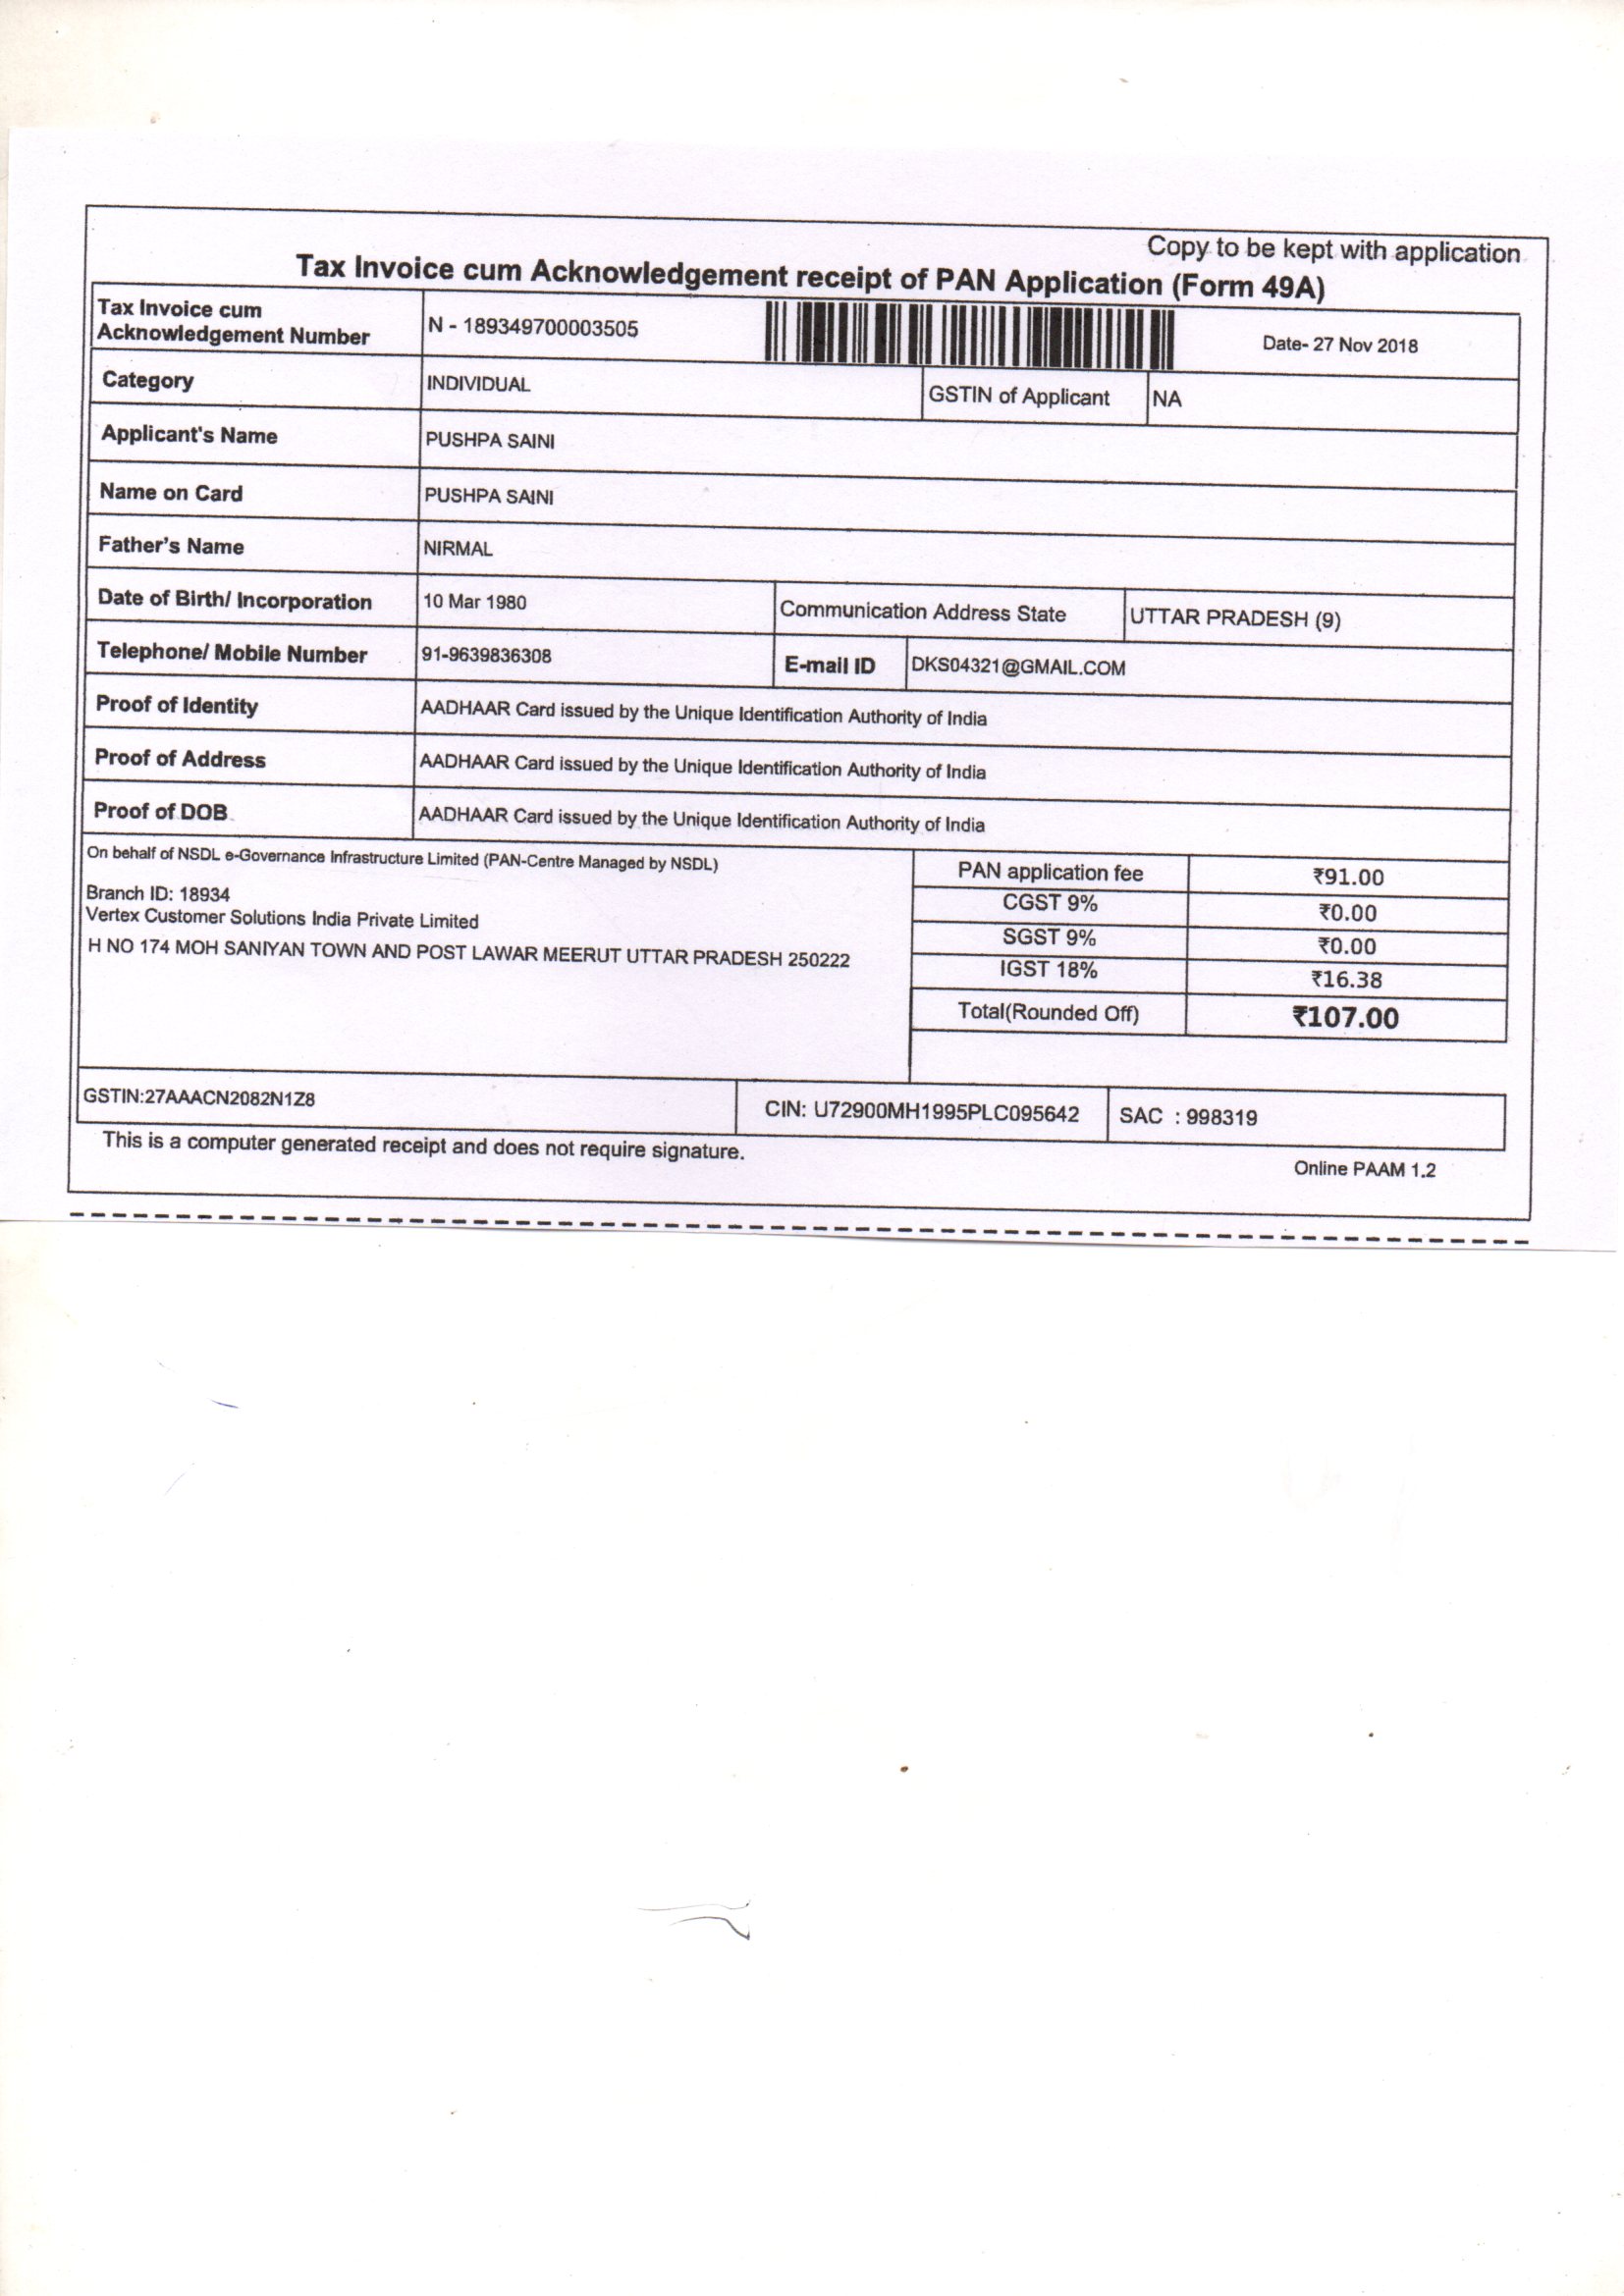 Copy to be kept with application
Tax Invoice cum Acknowledgement receipt of PAN Application (Form 49A)
Tax Invoice cum
Acknowledgement Number
N - 189349700003505
Date- 27 Nov 2018
Category
INDIVIDUAL
GSTIN of Applicant
NA
Applicant's Name
PUSHPA SAINI
Name on Card
PUSHPA SAINI
Father's Name
NIRMAL
Date of Birth/ Incorporation
10 Mar 1980
Communication Address State
UTTAR PRADESH (9)
Telephone/ Mobile Number
91-9639836308
E-mail ID
DKS04321@GMAIL.COM
Proof of Identity
AADHAAR Card issued by the Unique Identification Authority of India
Proof of Address
AADHAAR Card issued by the Unique Identification Authority of India
Proof of DOB
AADHAAR Card issued by the Unique Identification Authority of India
On behalf of NSDL e-Governance Infrastructure Limited (PAN-Centre Managed by NSDL)
Branch ID: 18934
Vertex Customer Solutions India Private Limited
H NO 174 MOH SANIYAN TOWN AND POST LAWAR MEERUT UTTAR PRADESH 250222
PAN application fee
₹91.00
CGST 9%
₹0.00
SGST 9%
₹0.00
IGST 18%
₹16.38
Total(Rounded Off)
₹107.00
GSTIN:27AAACN2082N1Z8
CIN: U72900MH1995PLC095642
SAC : 998319
This is a computer generated receipt and does not require signature.
Online PAAM 1.2